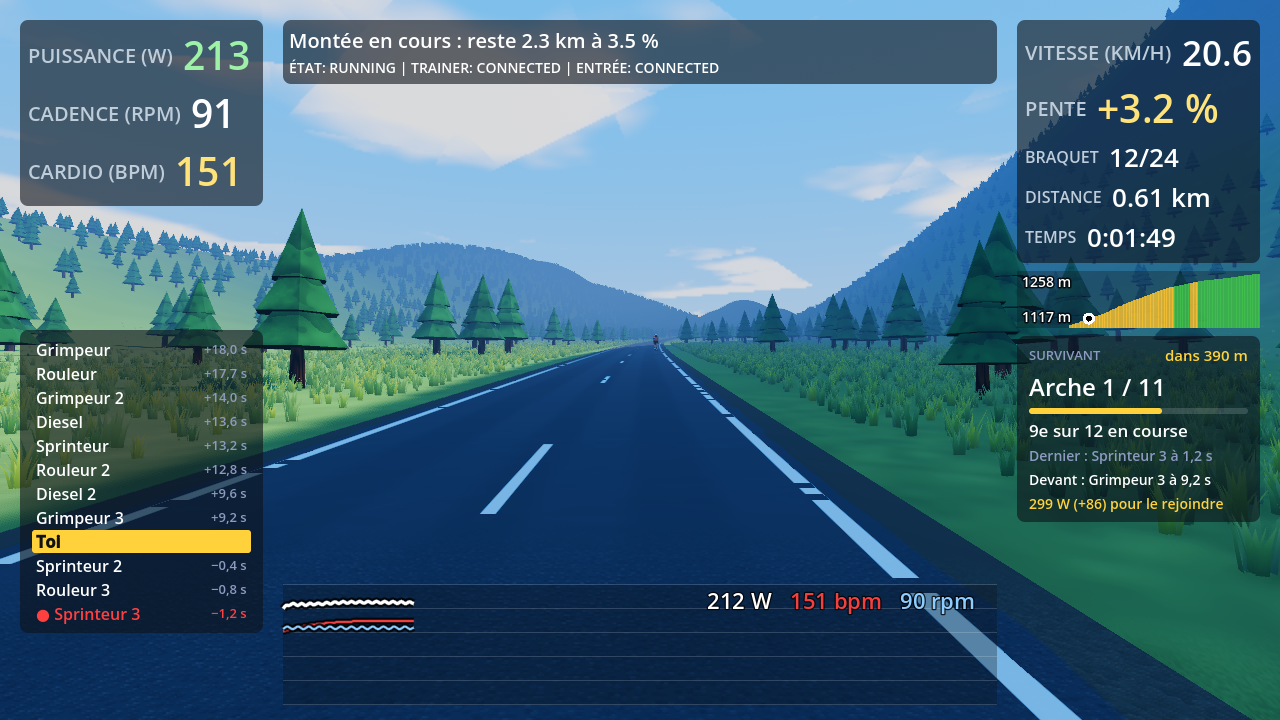 PUISSANCE (W) 213
CADENCE (RPM) 91
CARDIO (BPM) 151
Montée en cours : reste 2.3 km à 3.5 %
ÉTAT: RUNNING | TRAINER: CONNECTED | ENTRÉE: CONNECTED
VITESSE (KM/H) 20.6
PENTE +3.2 %
BRAQUET 12/24
DISTANCE 0.61 km
TEMPS 0:01:49
1258 m
1117 m
SURVIVANT dans 390 m
Arche 1 / 11
9e sur 12 en course
Dernier : Sprinteur 3 à 1,2 s
Devant : Grimpeur 3 à 9,2 s
299 W (+86) pour le rejoindre
Grimpeur +18,0 s
Rouleur +17,7 s
Grimpeur 2 +14,0 s
Diesel +13,6 s
Sprinteur +13,2 s
Rouleur 2 +12,8 s
Diesel 2 +9,6 s
Grimpeur 3 +9,2 s
Toi
Sprinteur 2 −0,4 s
Rouleur 3 −0,8 s
Sprinteur 3 −1,2 s
212 W 151 bpm 90 rpm